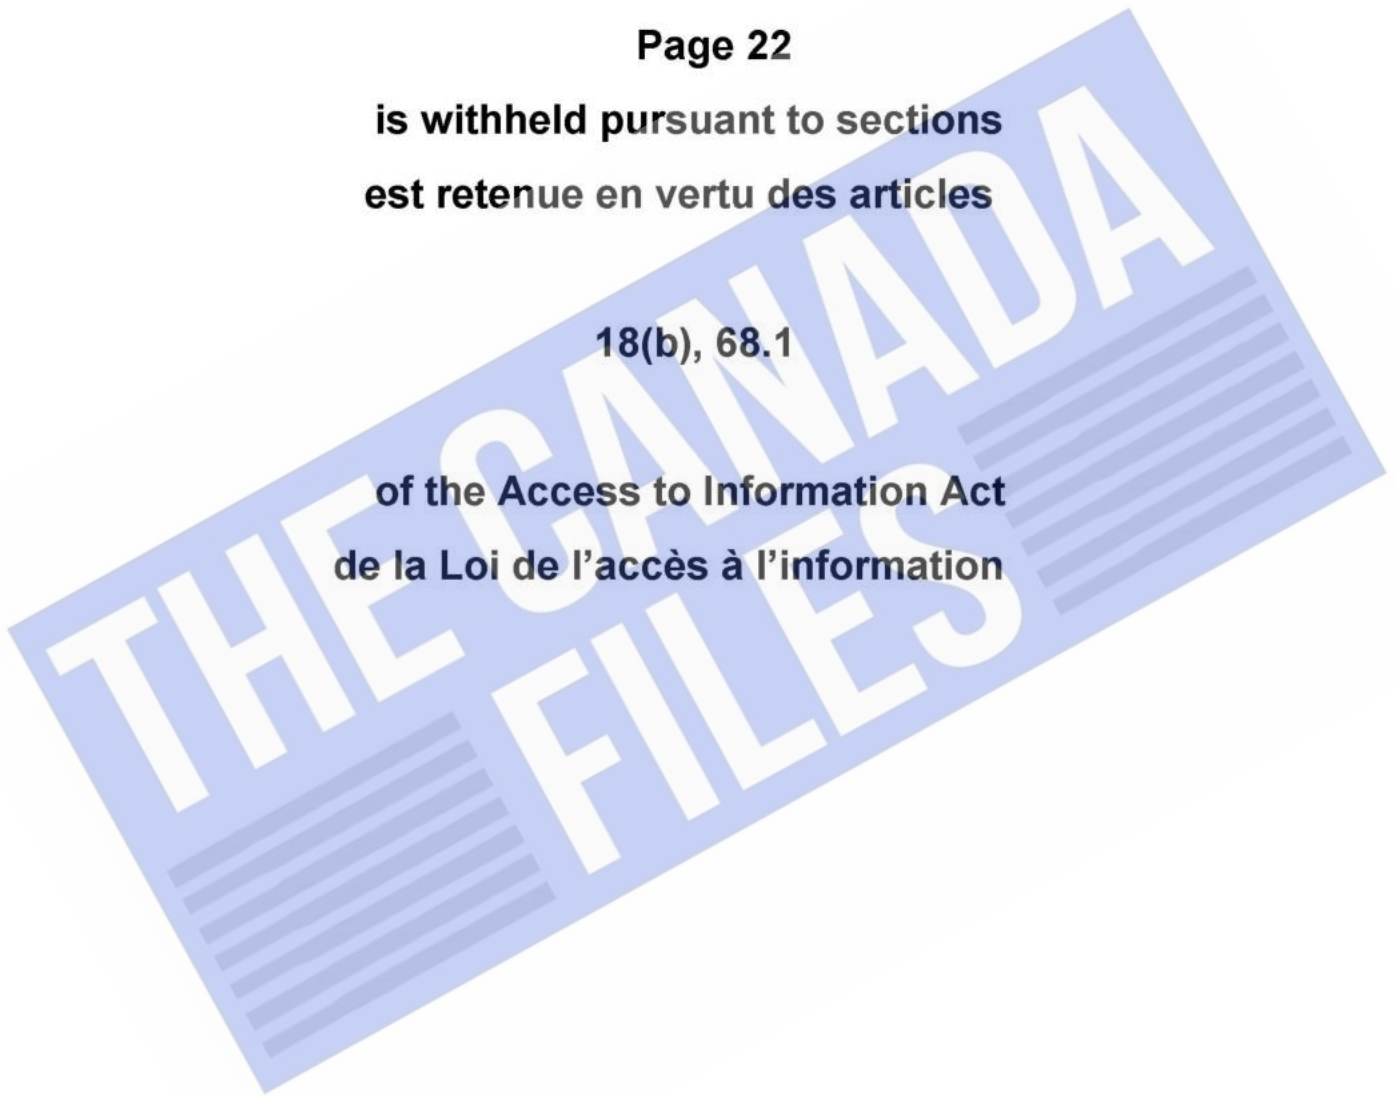 Page 22
is withheld pursuant to sections
est retenue en vertu des articles
18(b), 68.1
of the Access to Information Act
de la Loi de l’accès à l’information
THE CANADA
FILES